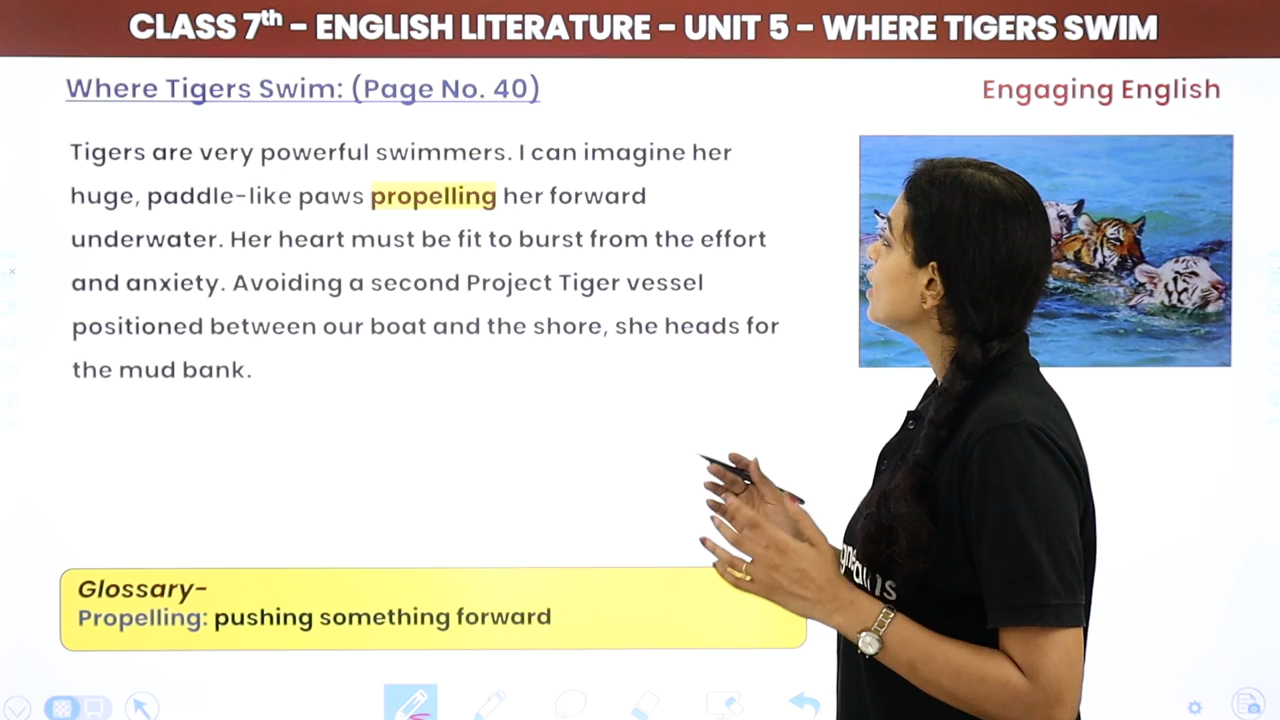 CLASS 7th - ENGLISH LITERATURE - UNIT 5 - WHERE TIGERS SWIM
Where Tigers Swim: (Page No. 40)
Engaging English
Tigers are very powerful swimmers. I can imagine her
huge, paddle-like paws propelling her forward
underwater. Her heart must be fit to burst from the effort
and anxiety. Avoiding a second Project Tiger vessel
positioned between our boat and the shore, she heads for
the mud bank.
Glossary-
Propelling: pushing something forward